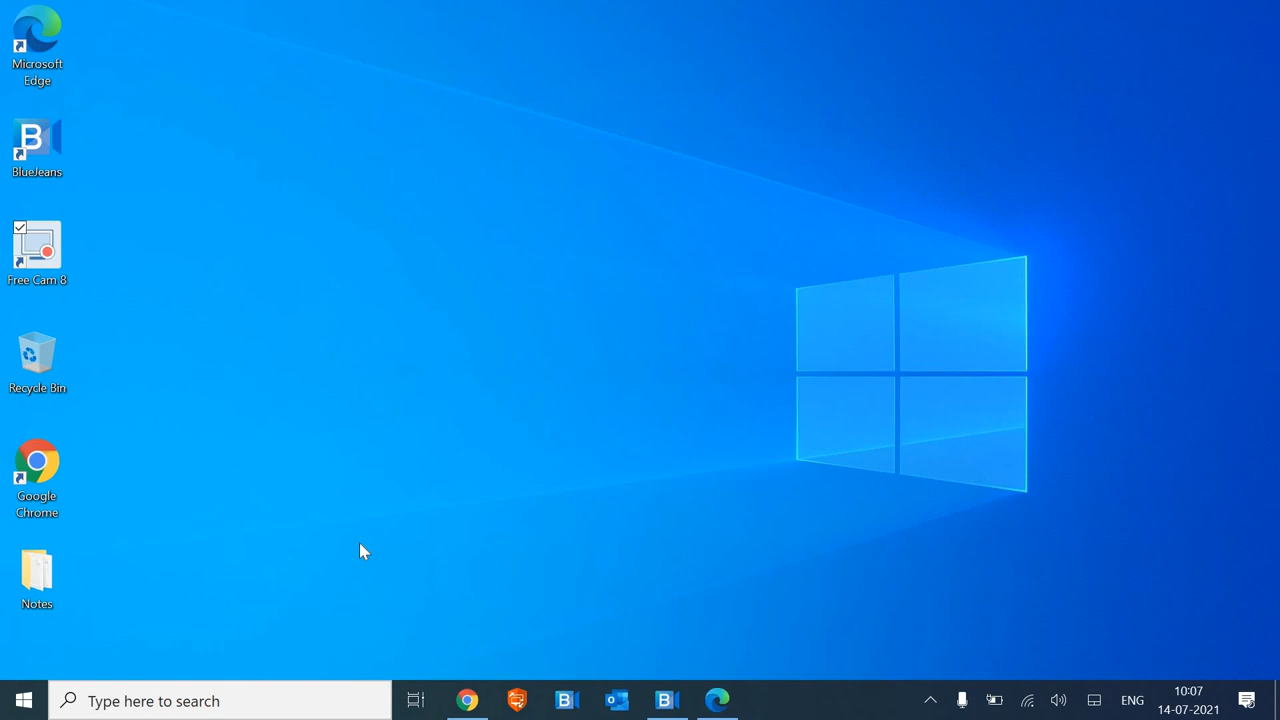 Microsoft
Edge
B
BlueJeans
Free Cam 8
Recycle Bin
Google
Chrome
Notes
Type here to search
B
o
B
ENG
10:07
14-07-2021